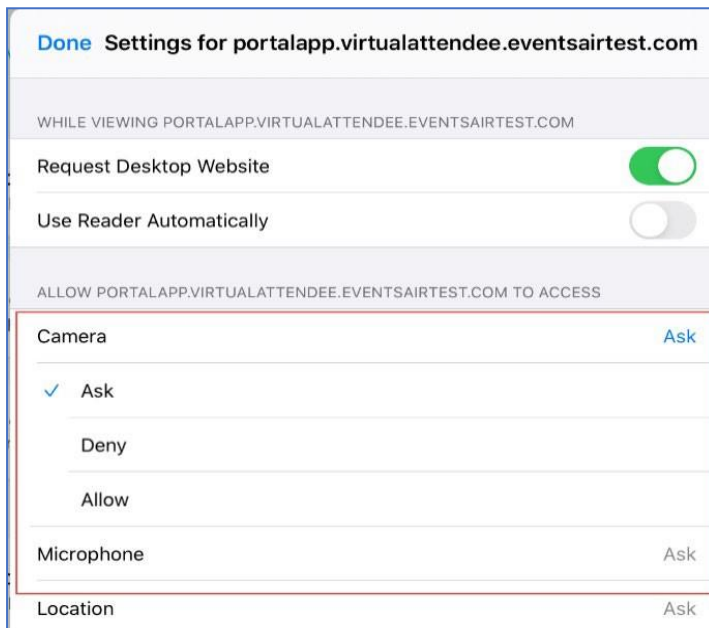 Done Settings for portalapp.virtualattendee.eventsairtest.com
WHILE VIEWING PORTALAPP.VIRTUALATTENDEE.EVENTSAIRTEST.COM
Request Desktop Website
Use Reader Automatically
ALLOW PORTALAPP.VIRTUALATTENDEE.EVENTSAIRTEST.COM TO ACCESS
Camera Ask
Ask
Deny
Allow
Microphone Ask
Location Ask